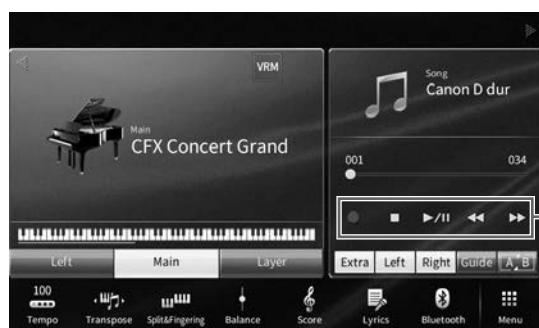 VRM
Main
CFX Concert Grand
Song
Canon D dur
001
034
Left
Main
Layer
Extra
Left
Right
Guide
A B
100
Tempo
Transpose
Split&Fingering
Balance
Score
Lyrics
Bluetooth
Menu